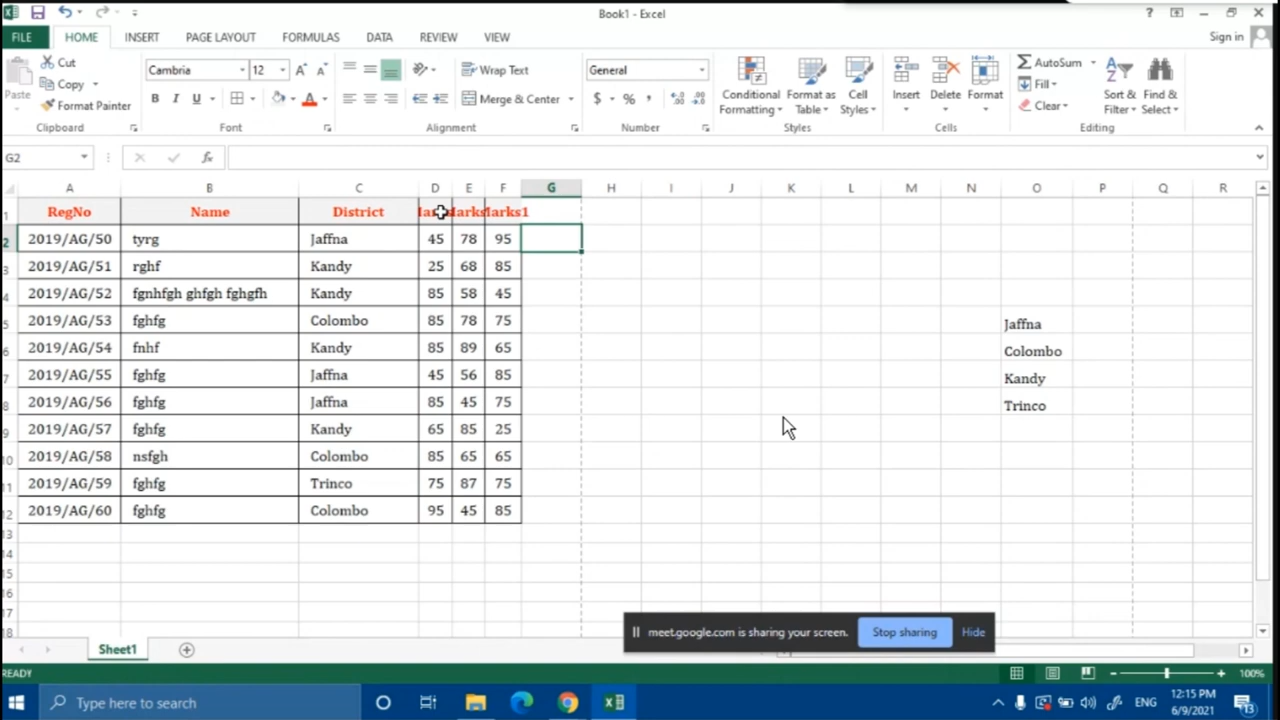 Book1 - Excel
?
FILE HOME INSERT PAGE LAYOUT FORMULAS DATA REVIEW VIEW Sign in
Paste Cut Copy Format Painter
Cambria 12
B I U A
Wrap Text
Merge & Center
General
$ % ,
Conditional Formatting
Format as Table
Cell Styles
Insert Delete Format
AutoSum
Fill
Clear
Sort & Filter
Find & Select
Clipboard Font Alignment Number Styles Cells Editing
G2 fx
A B C D E F G H I J K L M N O P Q R
1 RegNo Name District Marks1
2 2019/AG/50 tyrg Jaffna 45 78 95
3 2019/AG/51 rghf Kandy 25 68 85
4 2019/AG/52 fgnhfgh ghfgh fghgfh Kandy 85 58 45
5 2019/AG/53 fghfg Colombo 85 78 75 Jaffna
6 2019/AG/54 fnhf Kandy 85 89 65 Colombo
7 2019/AG/55 fghfg Jaffna 45 56 85 Kandy
8 2019/AG/56 fghfg Jaffna 85 45 75 Trinco
9 2019/AG/57 fghfg Kandy 65 85 25
10 2019/AG/58 nsfgh Colombo 85 65 65
11 2019/AG/59 fghfg Trinco 75 87 75
12 2019/AG/60 fghfg Colombo 95 45 85
13
14
15
16
17
18
meet.google.com is sharing your screen. Stop sharing Hide
Sheet1
READY 100%
Type here to search
ENG
12:15 PM
6/9/2021
13